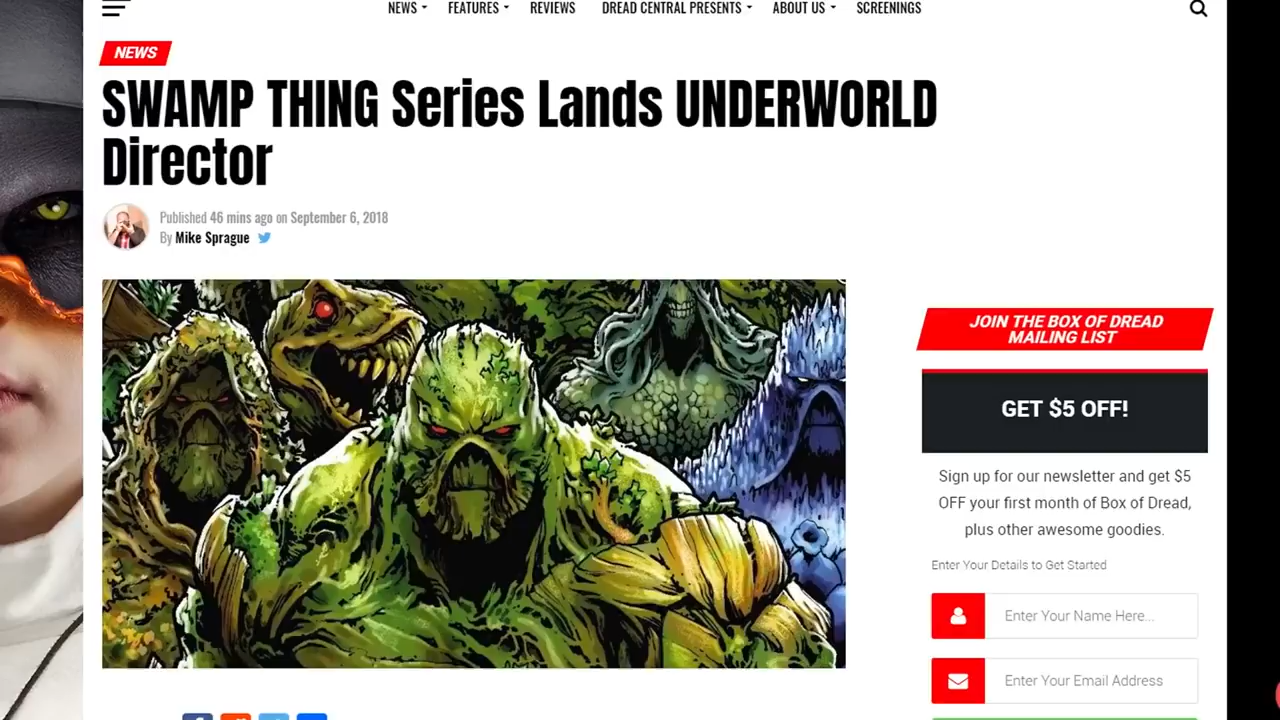 NEWS FEATURES REVIEWS DREAD CENTRAL PRESENTS ABOUT US SCREENINGS
NEWS
SWAMP THING Series Lands UNDERWORLD
Director
Published 46 mins ago on September 6, 2018
By Mike Sprague
JOIN THE BOX OF DREAD
MAILING LIST
GET $5 OFF!
Sign up for our newsletter and get $5
OFF your first month of Box of Dread,
plus other awesome goodies.
Enter Your Details to Get Started
Enter Your Name Here...
Enter Your Email Address